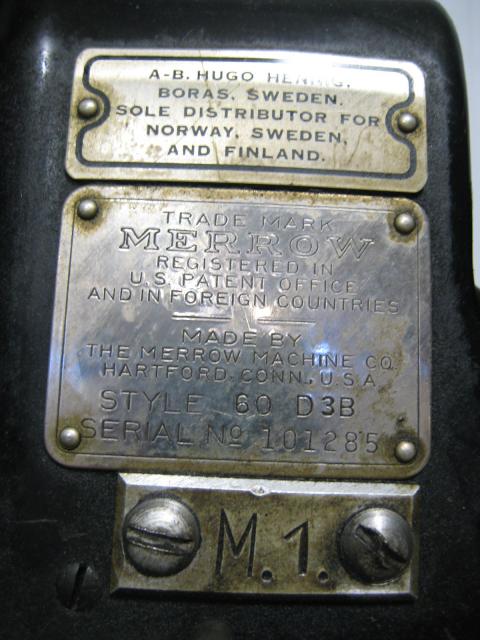 A-B. HUGO HENNIG.
BORAS. SWEDEN.
SOLE DISTRIBUTOR FOR
NORWAY, SWEDEN,
AND FINLAND.
TRADE MARK
MERROW
REGISTERED IN
U.S. PATENT OFFICE
AND IN FOREIGN COUNTRIES
MADE BY
THE MERROW MACHINE CO.
HARTFORD. CONN., U.S.A.
STYLE 60 D3B
SERIAL No 101285
M.1.